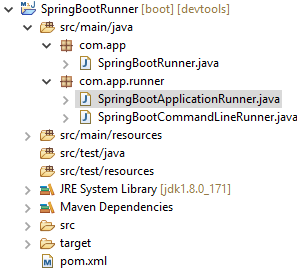 SpringBootRunner [boot] [devtools]
src/main/java
com.app
SpringBootRunner.java
com.app.runner
SpringBootApplicationRunner.java
SpringBootCommandLineRunner.java
src/main/resources
src/test/java
src/test/resources
JRE System Library [jdk1.8.0_171]
Maven Dependencies
src
target
pom.xml